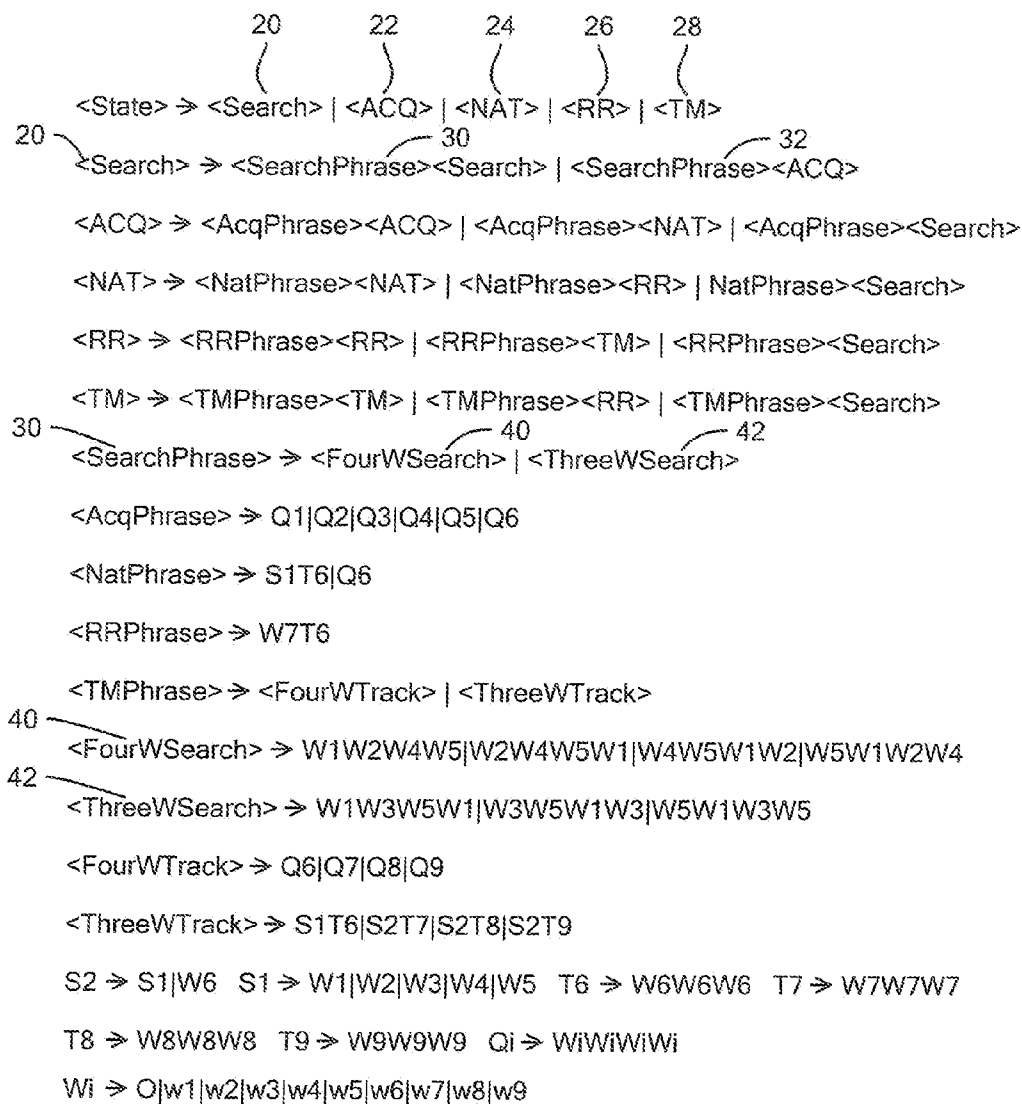 20 22 24 26 28
<State> → <Search> | <ACQ> | <NAT> | <RR> | <TM>
20 30 32
<Search> → <SearchPhrase><Search> | <SearchPhrase><ACQ>
<ACQ> → <AcqPhrase><ACQ> | <AcqPhrase><NAT> | <AcqPhrase><Search>
<NAT> → <NatPhrase><NAT> | <NatPhrase><RR> | NatPhrase><Search>
<RR> → <RRPhrase><RR> | <RRPhrase><TM> | <RRPhrase><Search>
<TM> → <TMPhrase><TM> | <TMPhrase><RR> | <TMPhrase><Search>
30 40 42
<SearchPhrase> → <FourWSearch> | <ThreeWSearch>
<AcqPhrase> → Q1|Q2|Q3|Q4|Q5|Q6
<NatPhrase> → S1T6|Q6
<RRPhrase> → W7T6
<TMPhrase> → <FourWTrack> | <ThreeWTrack>
40
<FourWSearch> → W1W2W4W5|W2W4W5W1|W4W5W1W2|W5W1W2W4
42
<ThreeWSearch> → W1W3W5W1|W3W5W1W3|W5W1W3W5
<FourWTrack> → Q6|Q7|Q8|Q9
<ThreeWTrack> → S1T6|S2T7|S2T8|S2T9
S2 → S1|W6 S1 → W1|W2|W3|W4|W5 T6 → W6W6W6 T7 → W7W7W7
T8 → W8W8W8 T9 → W9W9W9 Qi → WiWiWiWi
Wi → O|w1|w2|w3|w4|w5|w6|w7|w8|w9